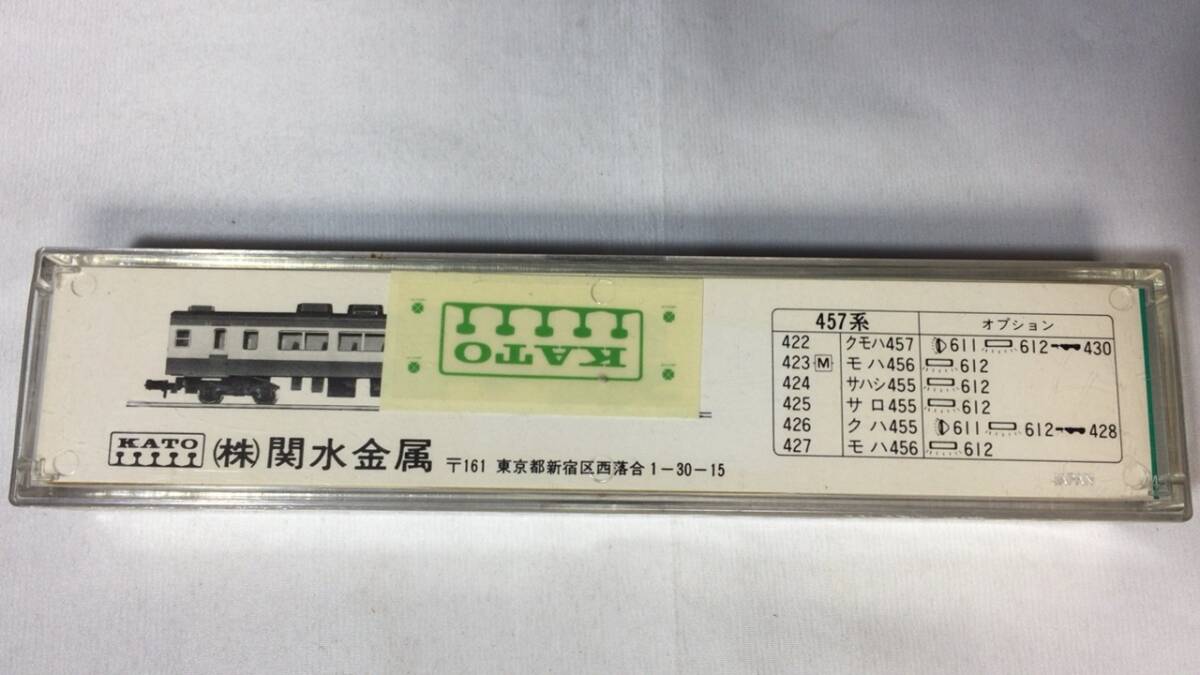 KATO
KATO
(株)関水金属 〒161 東京都新宿区西落合1-30-15
457系 オプション
422 クモハ457 611 612 430
423 M モハ456 612
424 サハシ455 612
425 サロ455 612
426 クハ455 611 612 428
427 モハ456 612
JAPAN